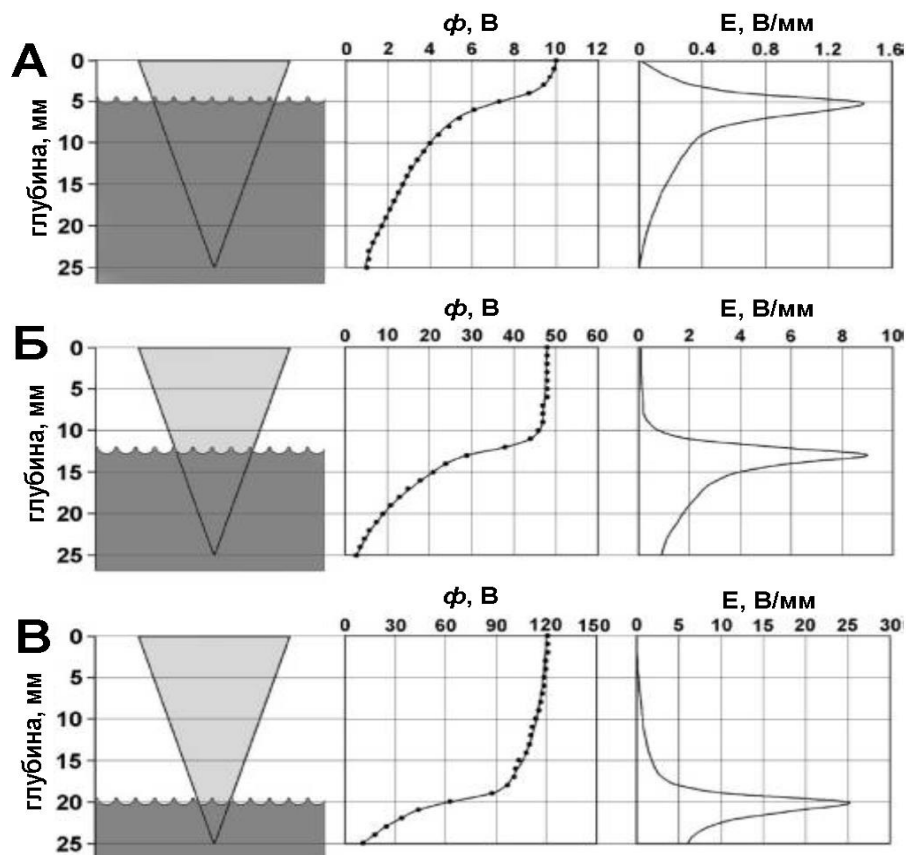 А
ϕ, В
E, В/мм
0 2 4 6 8 10 12
0 0.4 0.8 1.2 1.6
глубина, мм
0
5
10
15
20
25
Б
ϕ, В
E, В/мм
0 10 20 30 40 50 60
0 2 4 6 8 10
глубина, мм
0
5
10
15
20
25
В
ϕ, В
E, В/мм
0 30 60 90 120 150
0 5 10 15 20 25 30
глубина, мм
0
5
10
15
20
25